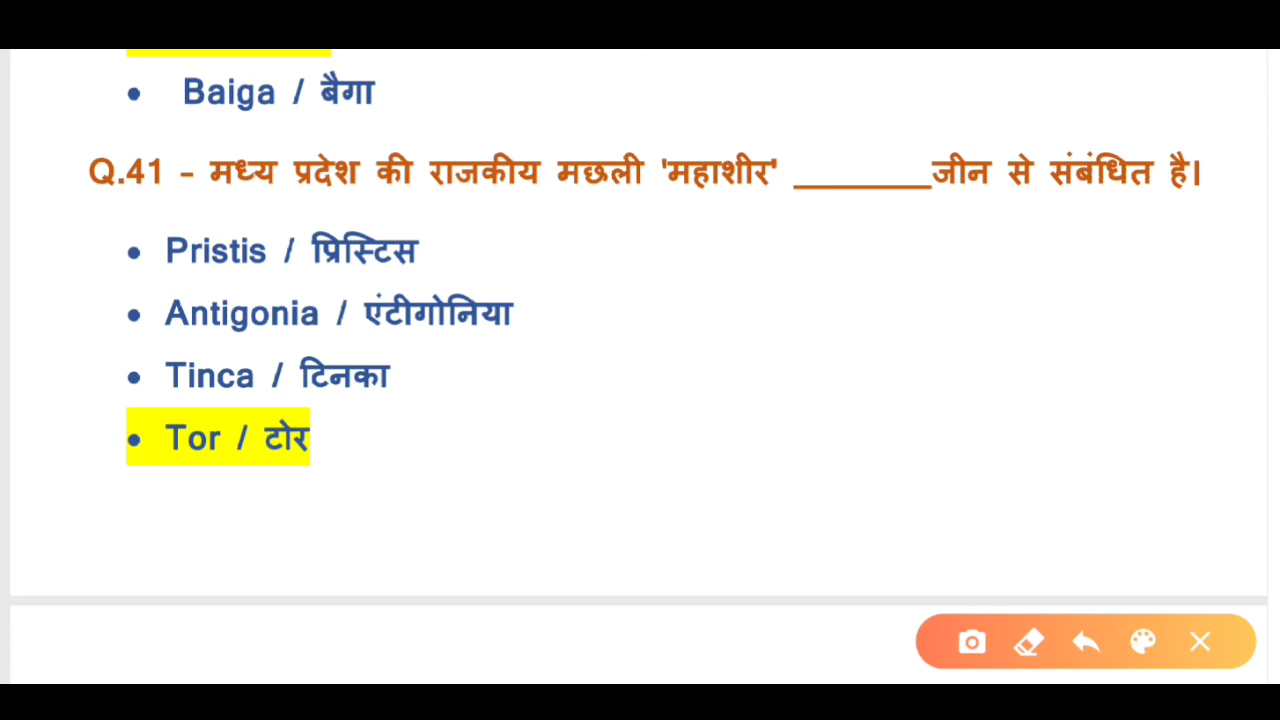 • Baiga / बैगा
Q.41 – मध्य प्रदेश की राजकीय मछली 'महाशीर' ________जीन से संबंधित है।
• Pristis / प्रिस्टिस
• Antigonia / एंटीगोनिया
• Tinca / टिनका
• Tor / टोर